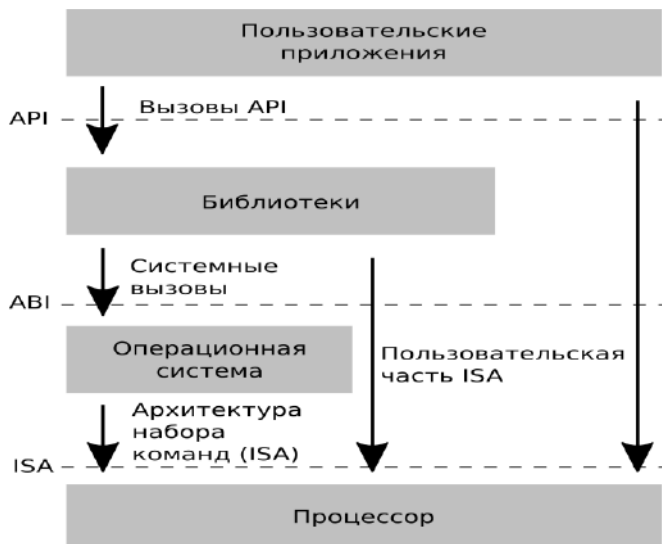 Пользовательские
приложения
Вызовы API
API
Библиотеки
Системные
вызовы
ABI
Операционная
система
Пользовательская
часть ISA
Архитектура
набора
команд (ISA)
ISA
Процессор